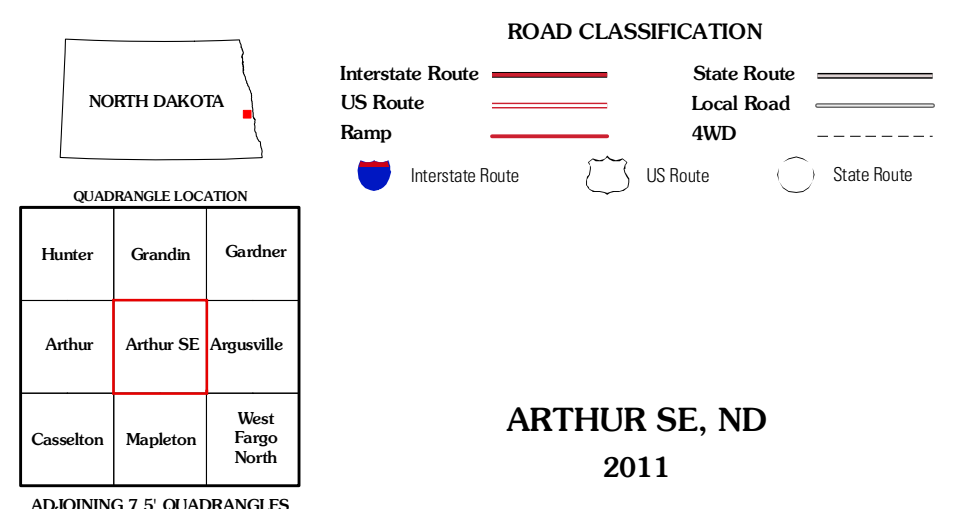 NORTH DAKOTA
QUADRANGLE LOCATION
Hunter
Grandin
Gardner
Arthur
Arthur SE
Argusville
Casselton
Mapleton
West
Fargo
North
ADJOINING 7.5' QUADRANGLES
ROAD CLASSIFICATION
Interstate Route
State Route
US Route
Local Road
Ramp
4WD
Interstate Route
US Route
State Route
ARTHUR SE, ND
2011